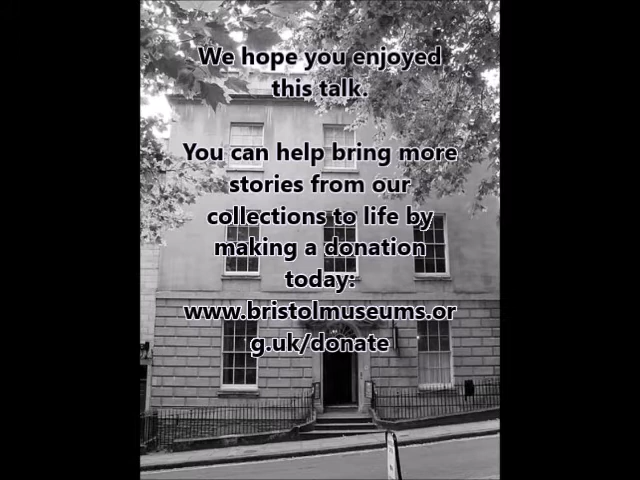 We hope you enjoyed
this talk.
You can help bring more
stories from our
collections to life by
making a donation
today:
www.bristolmuseums.or
g.uk/donate